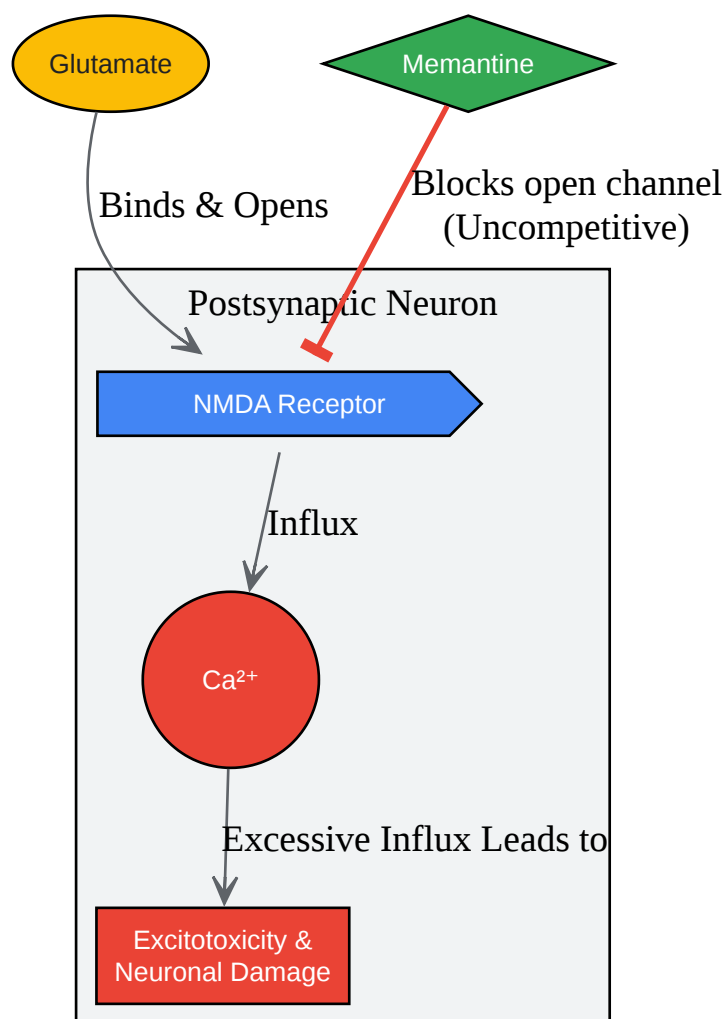 Glutamate
Memantine
Binds & Opens
Blocks open channel
(Uncompetitive)
Postsynaptic Neuron
NMDA Receptor
Influx
Ca²⁺
Excessive Influx Leads to
Excitotoxicity &
Neuronal Damage